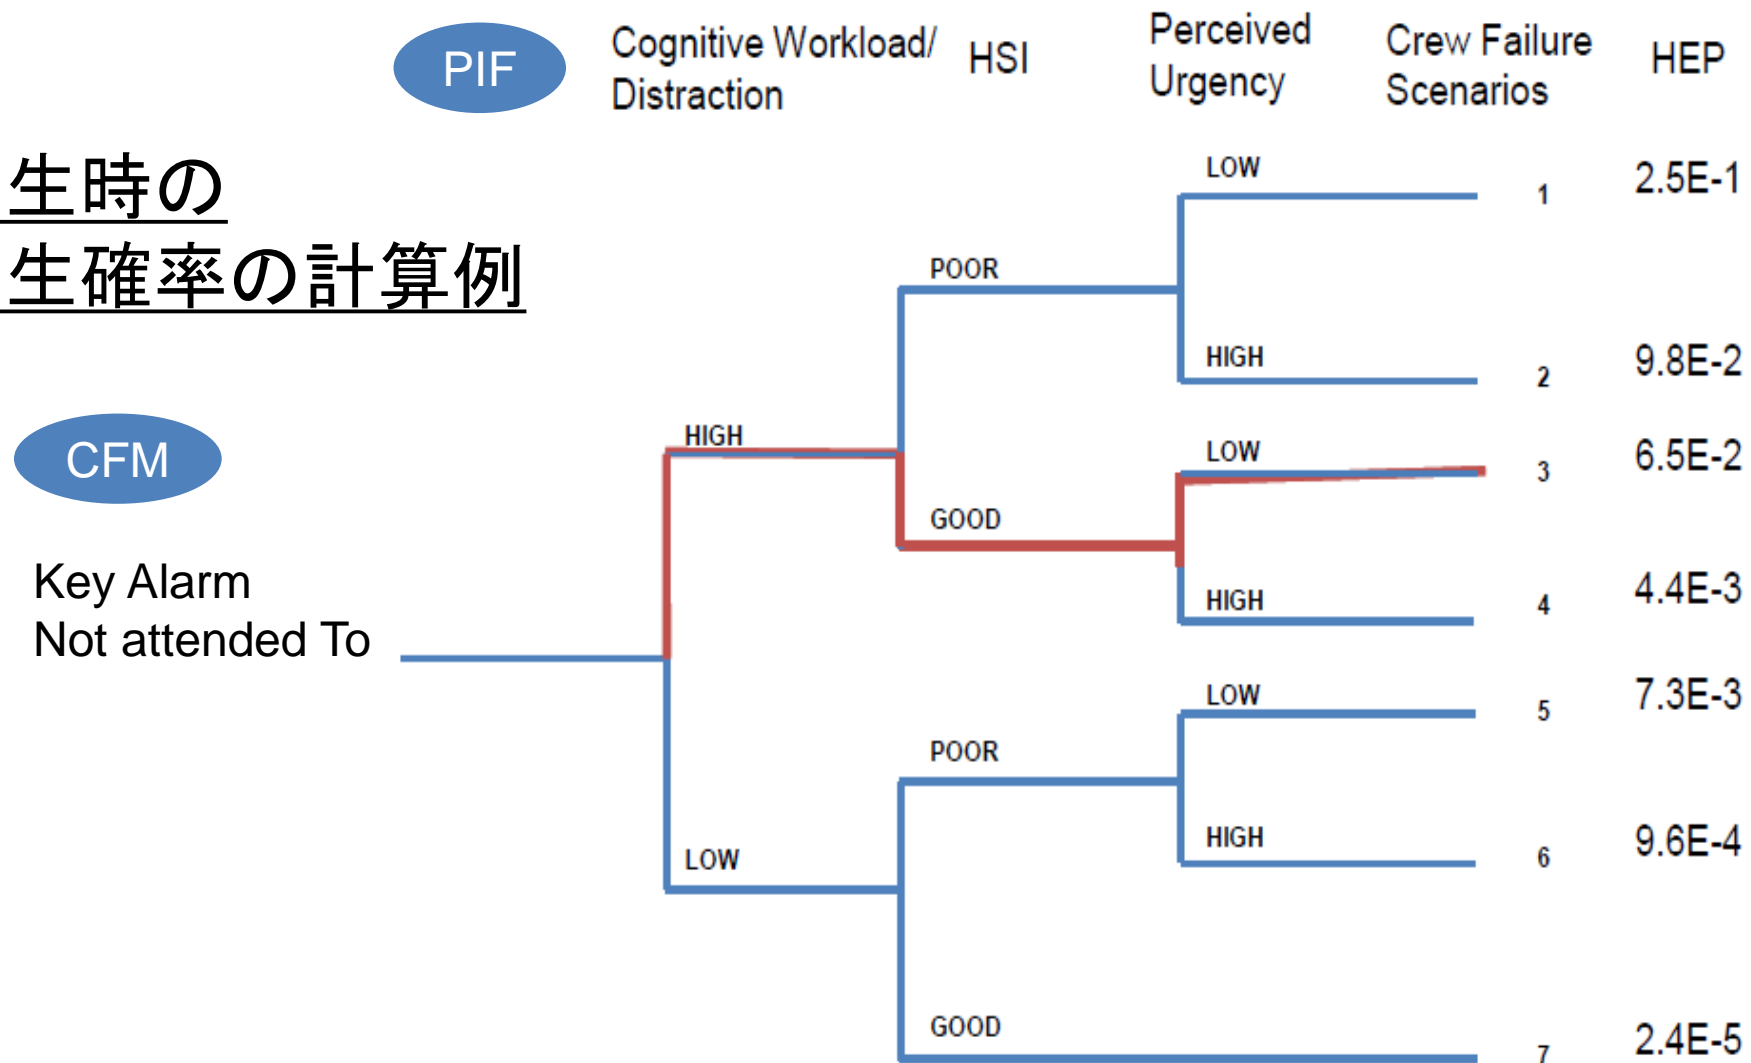 PIF
Cognitive Workload/
Distraction
HSI
Perceived
Urgency
Crew Failure
Scenarios
HEP
生時の
生確率の計算例
CFM
Key Alarm
Not attended To
HIGH
LOW
POOR
GOOD
POOR
GOOD
LOW
1
2.5E-1
HIGH
2
9.8E-2
LOW
3
6.5E-2
HIGH
4
4.4E-3
LOW
5
7.3E-3
HIGH
6
9.6E-4
7
2.4E-5